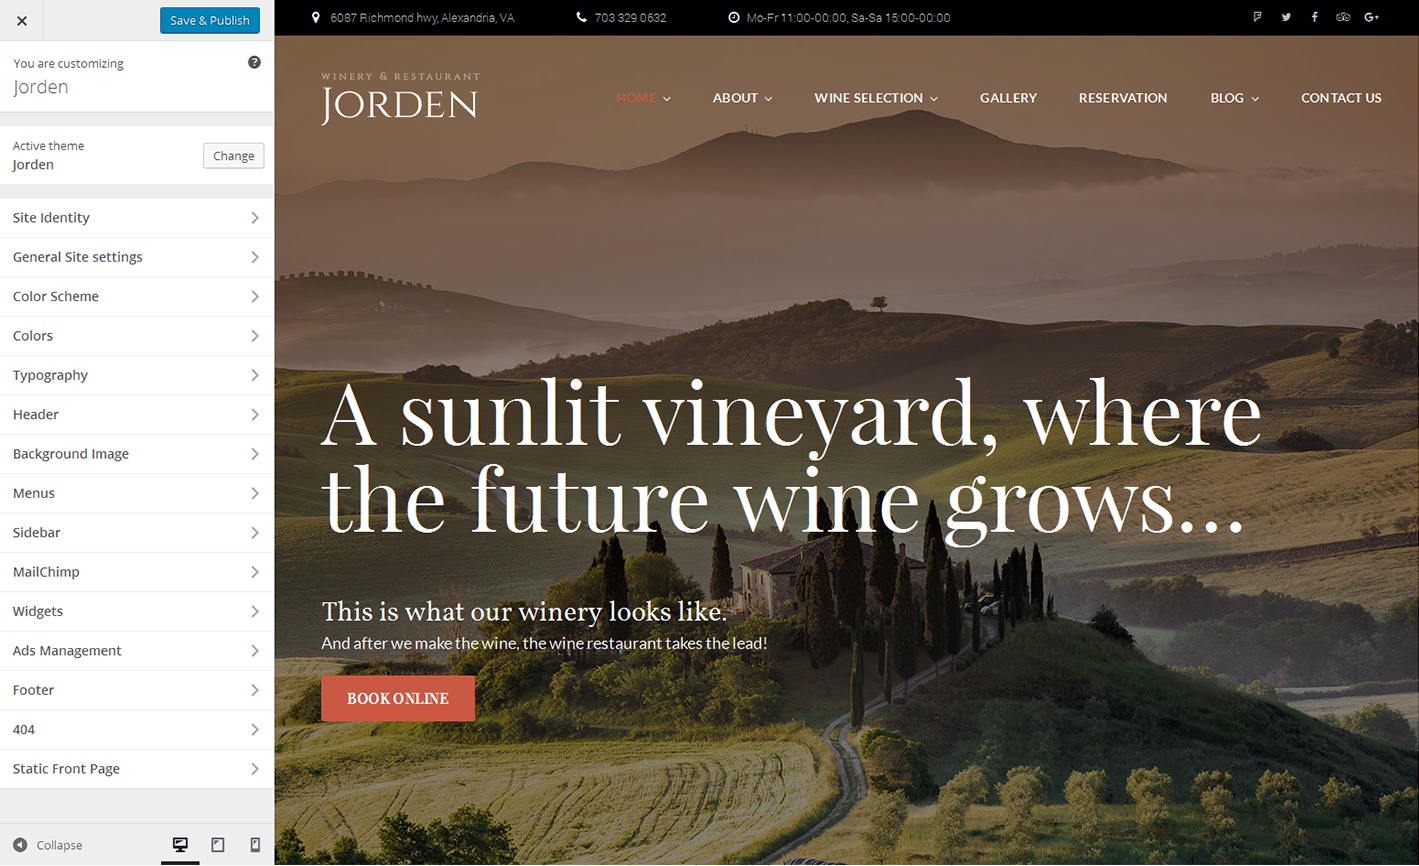 Save & Publish
You are customizing
Jorden
Active theme
Jorden
Change
Site Identity
General Site settings
Color Scheme
Colors
Typography
Header
Background Image
Menus
Sidebar
MailChimp
Widgets
Ads Management
Footer
404
Static Front Page
Collapse
6087 Richmond hwy, Alexandria, VA
703 329 0632
Mo-Fr 11:00-00:00, Sa-Sa 15:00-00:00
WINERY & RESTAURANT
JORDEN
HOME
ABOUT
WINE SELECTION
GALLERY
RESERVATION
BLOG
CONTACT US
A sunlit vineyard, where
the future wine grows...
This is what our winery looks like.
And after we make the wine, the wine restaurant takes the lead!
BOOK ONLINE